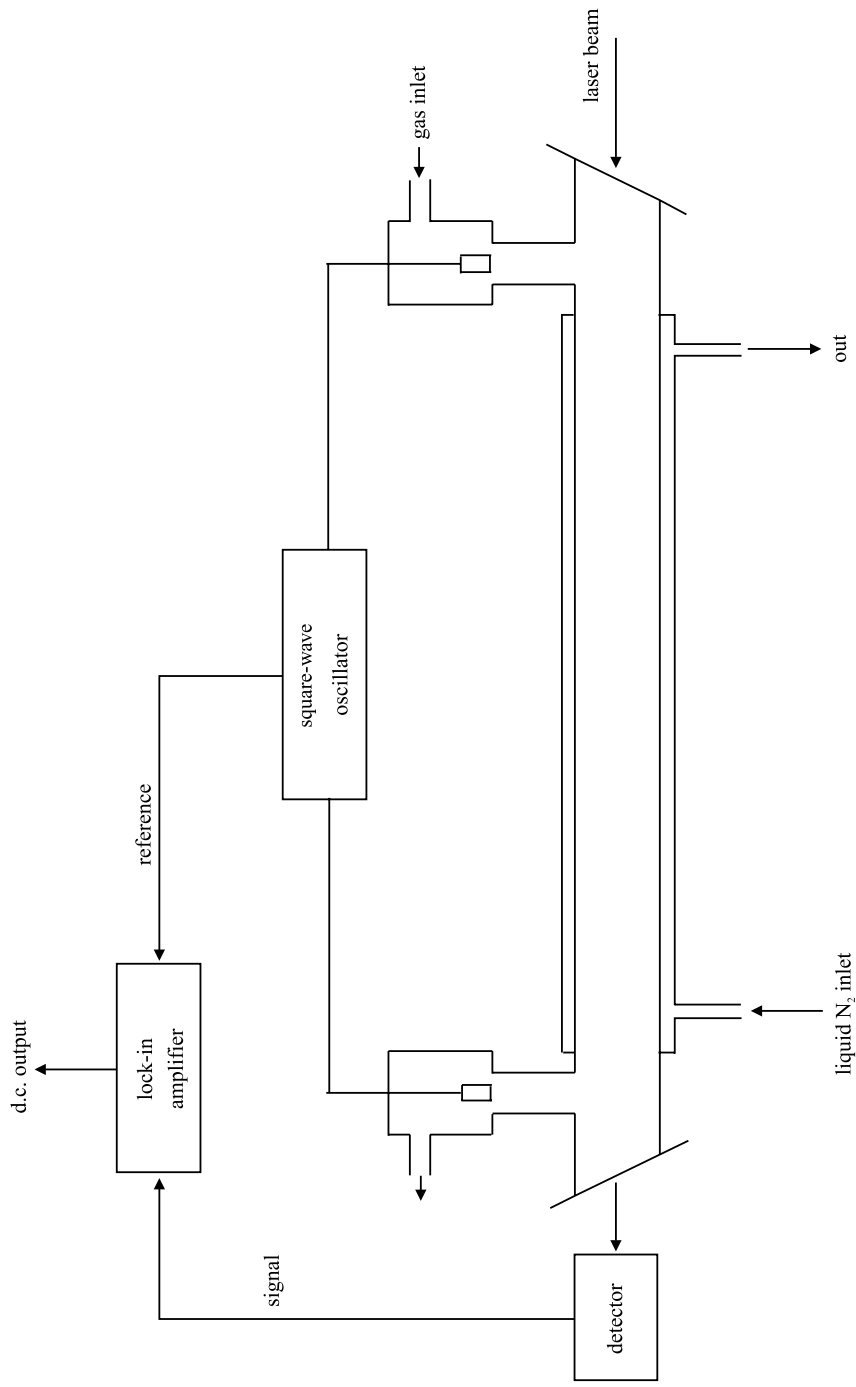 d.c. output
lock-in
amplifier
reference
signal
square-wave
oscillator
gas inlet
laser beam
detector
liquid N₂ inlet
out